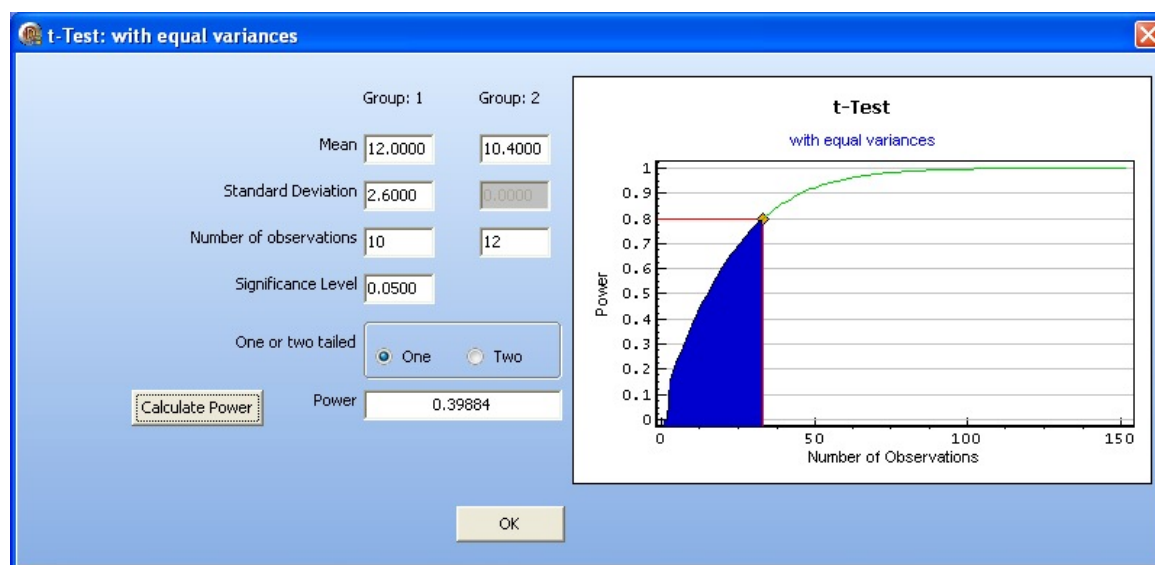 t-Test: with equal variances
Group: 1 Group: 2
Mean 12.0000 10.4000
Standard Deviation 2.6000 0.0000
Number of observations 10 12
Significance Level 0.0500
One or two tailed One Two
Calculate Power Power 0.39884
OK
t-Test
with equal variances
Power
1
0.9
0.8
0.7
0.6
0.5
0.4
0.3
0.2
0.1
0
0 50 100 150
Number of Observations